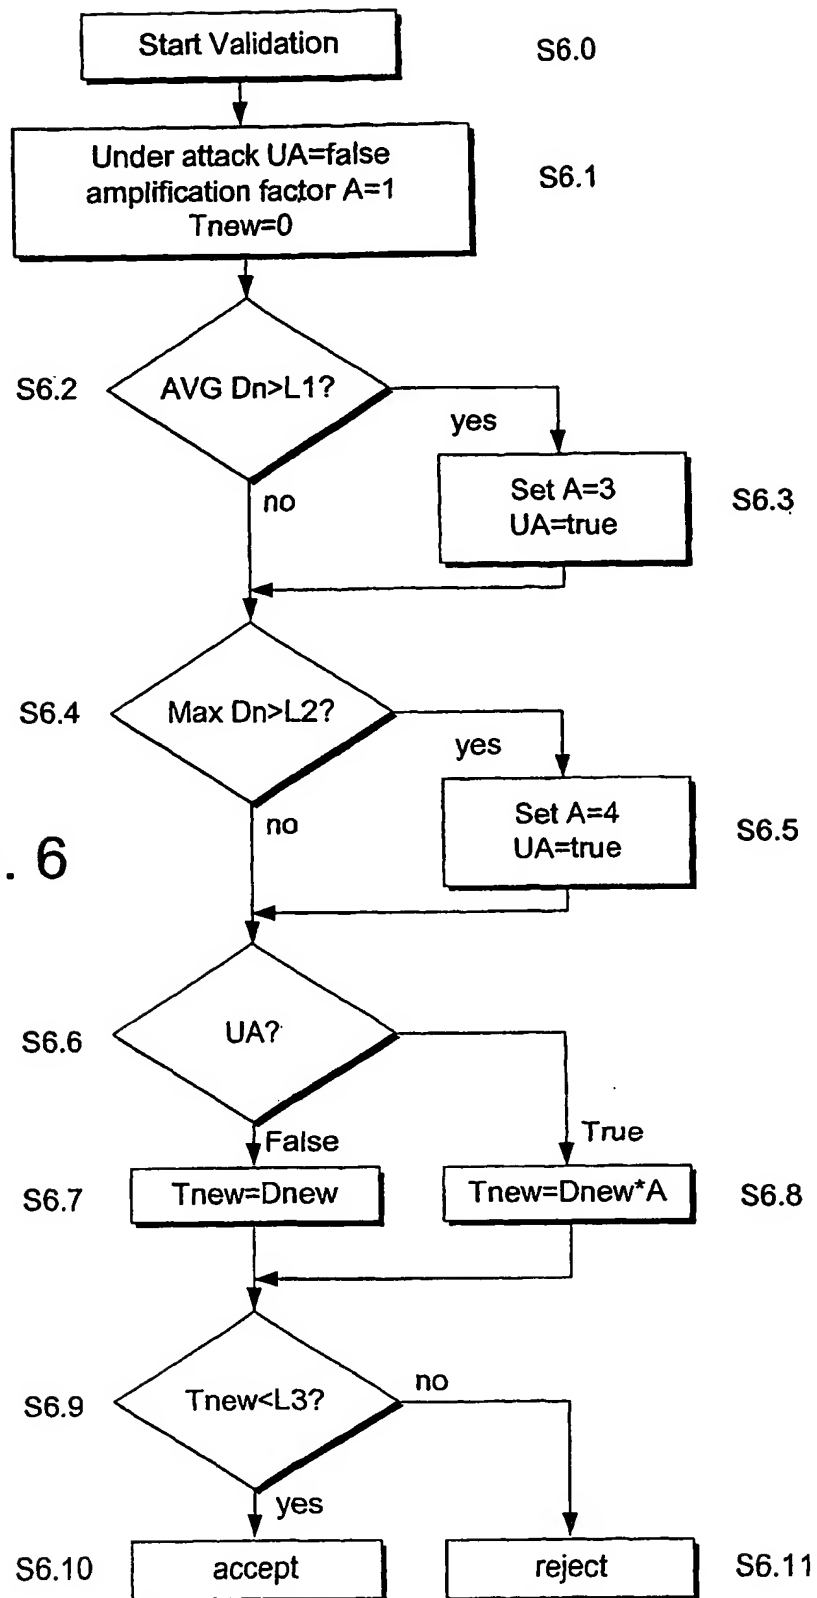 Start Validation
S6.0
Under attack UA=false
amplification factor A=1
Tnew=0
S6.1
S6.2
AVG Dn>L1?
yes
no
Set A=3
UA=true
S6.3
S6.4
Max Dn>L2?
yes
no
Set A=4
UA=true
S6.5
. 6
S6.6
UA?
False
True
S6.7
Tnew=Dnew
Tnew=Dnew*A
S6.8
S6.9
Tnew<L3?
no
yes
S6.10
accept
reject
S6.11